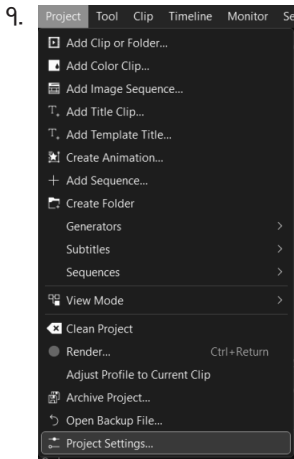 ९.
Project Tool Clip Timeline Monitor Se
Add Clip or Folder...
Add Color Clip...
Add Image Sequence...
Add Title Clip...
Add Template Title...
Create Animation...
Add Sequence...
Create Folder
Generators
Subtitles
Sequences
View Mode
Clean Project
Render... Ctrl+Return
Adjust Profile to Current Clip
Archive Project...
Open Backup File...
Project Settings...